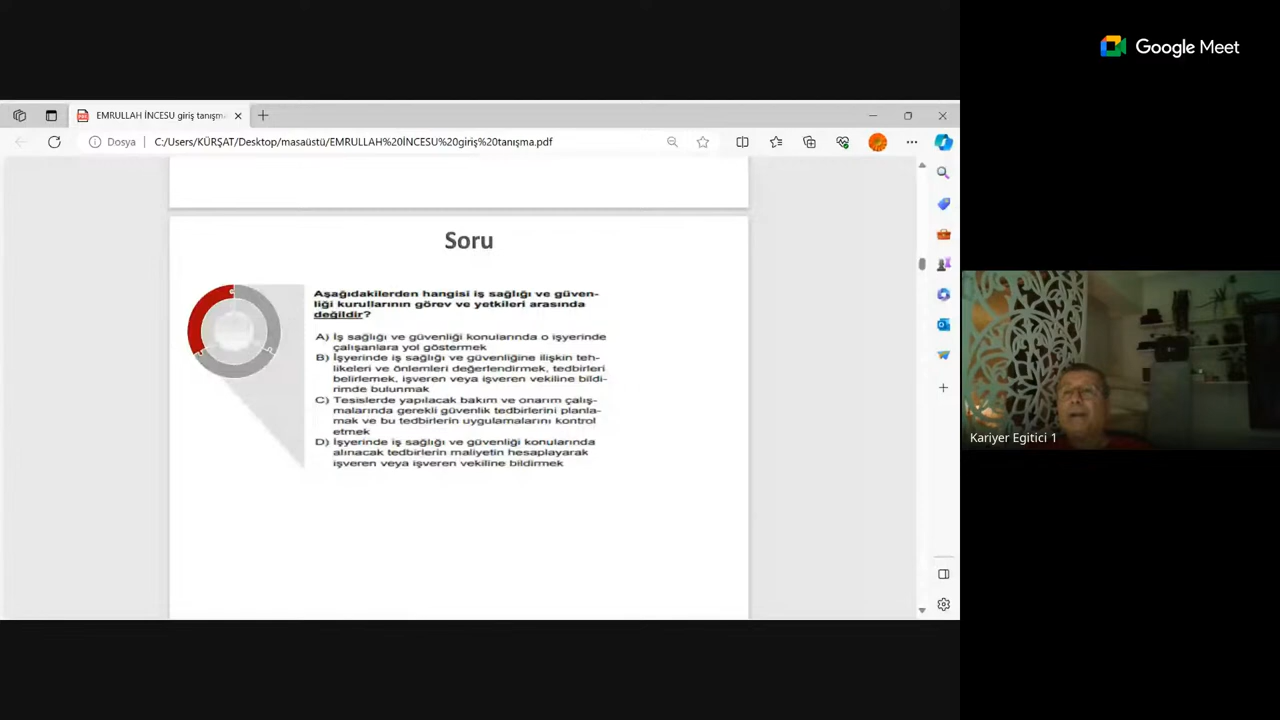 Google Meet
EMRULLAH İNCESU giriş tanışma
Dosya
C:/Users/KÜRŞAT/Desktop/masaüstü/EMRULLAH%20İNCESU%20giriş%20tanışma.pdf
Soru
Aşağıdakilerden hangisi iş sağlığı ve güven-
liği kurullarının görev ve yetkileri arasında
değildir?
A) İş sağlığı ve güvenliği konularında o işyerinde
çalışanlara yol göstermek
B) İşyerinde iş sağlığı ve güvenliğine ilişkin teh-
likeleri ve önlemleri değerlendirmek, tedbirleri
belirlemek, işveren veya işveren vekiline bildi-
rimde bulunmak
C) Tesislerde yapılacak bakım ve onarım çalış-
malarında gerekli güvenlik tedbirlerini planla-
mak ve bu tedbirlerin uygulamalarını kontrol
etmek
D) İşyerinde iş sağlığı ve güvenliği konularında
alınacak tedbirlerin maliyetin hesaplayarak
işveren veya işveren vekiline bildirmek
Kariyer Egitici 1